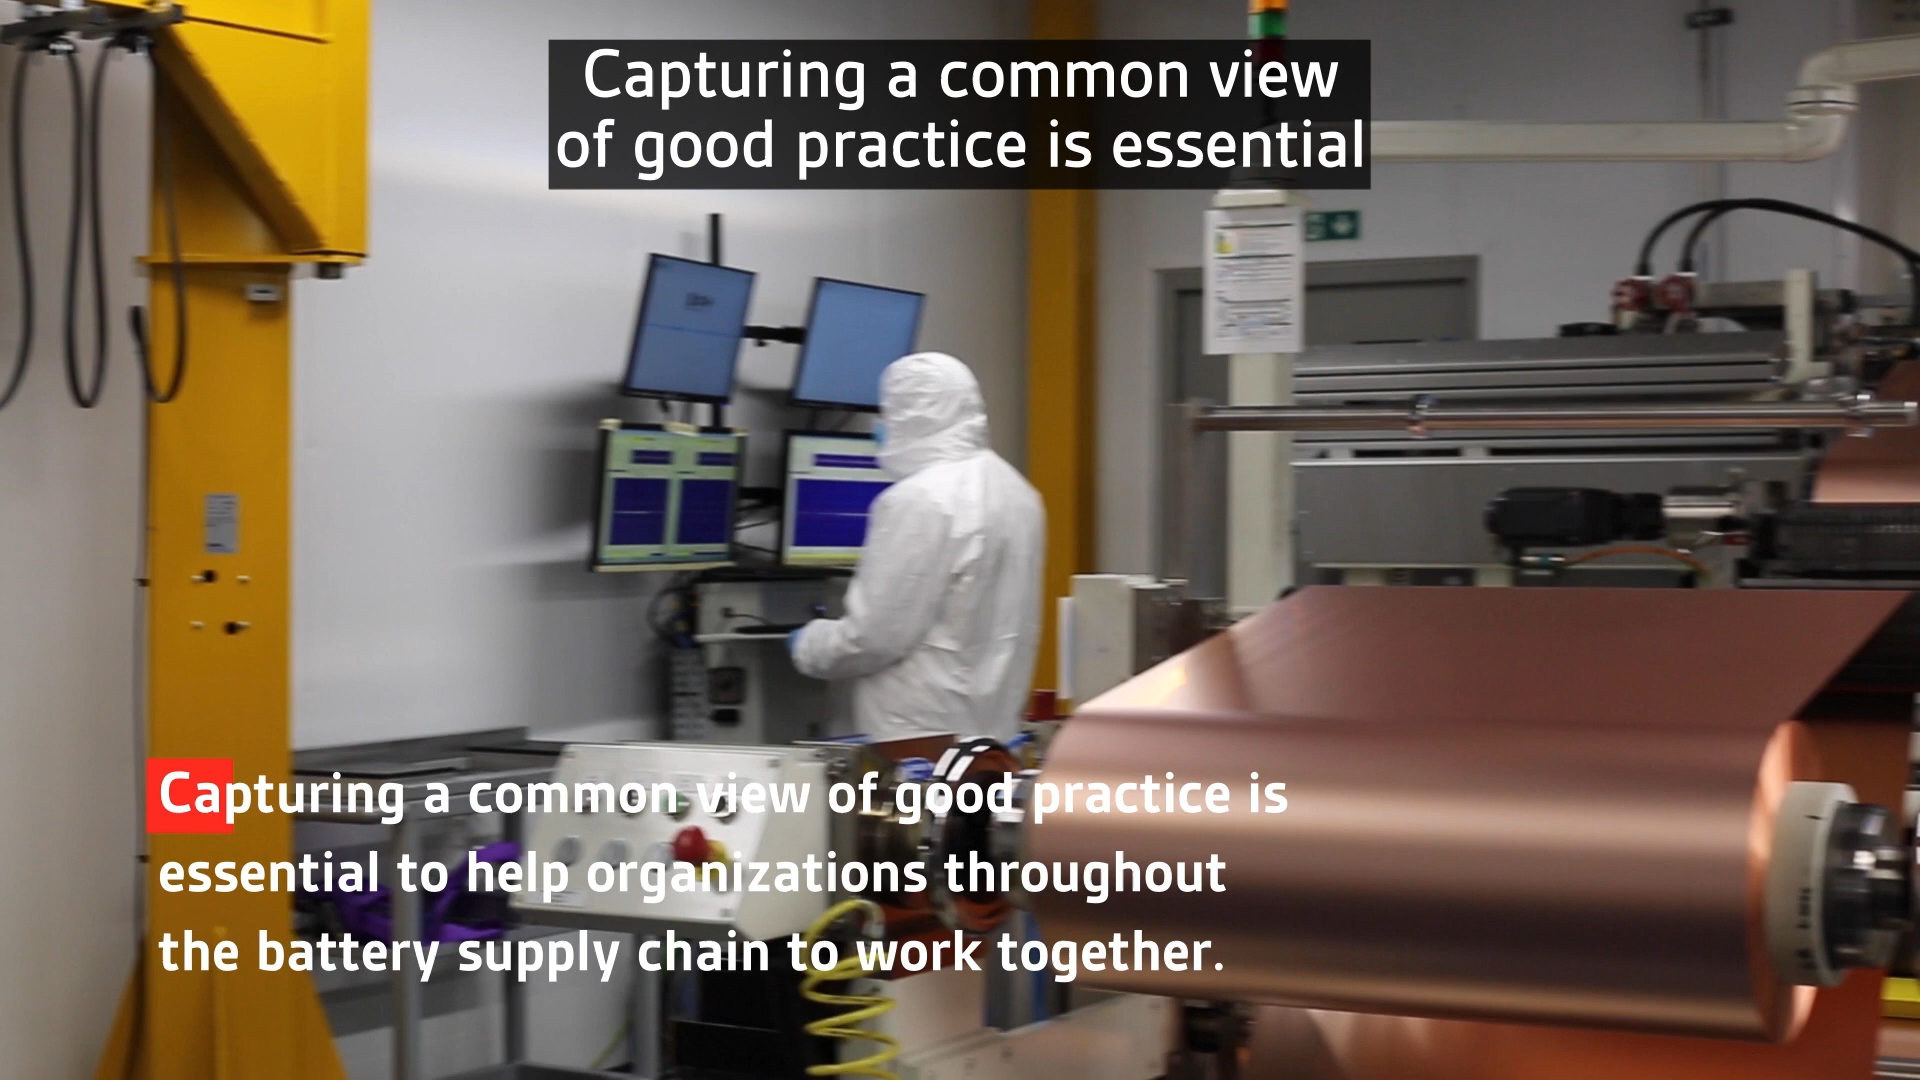 Capturing a common view
of good practice is essential
Capturing a common view of good practice is
essential to help organizations throughout
the battery supply chain to work together.